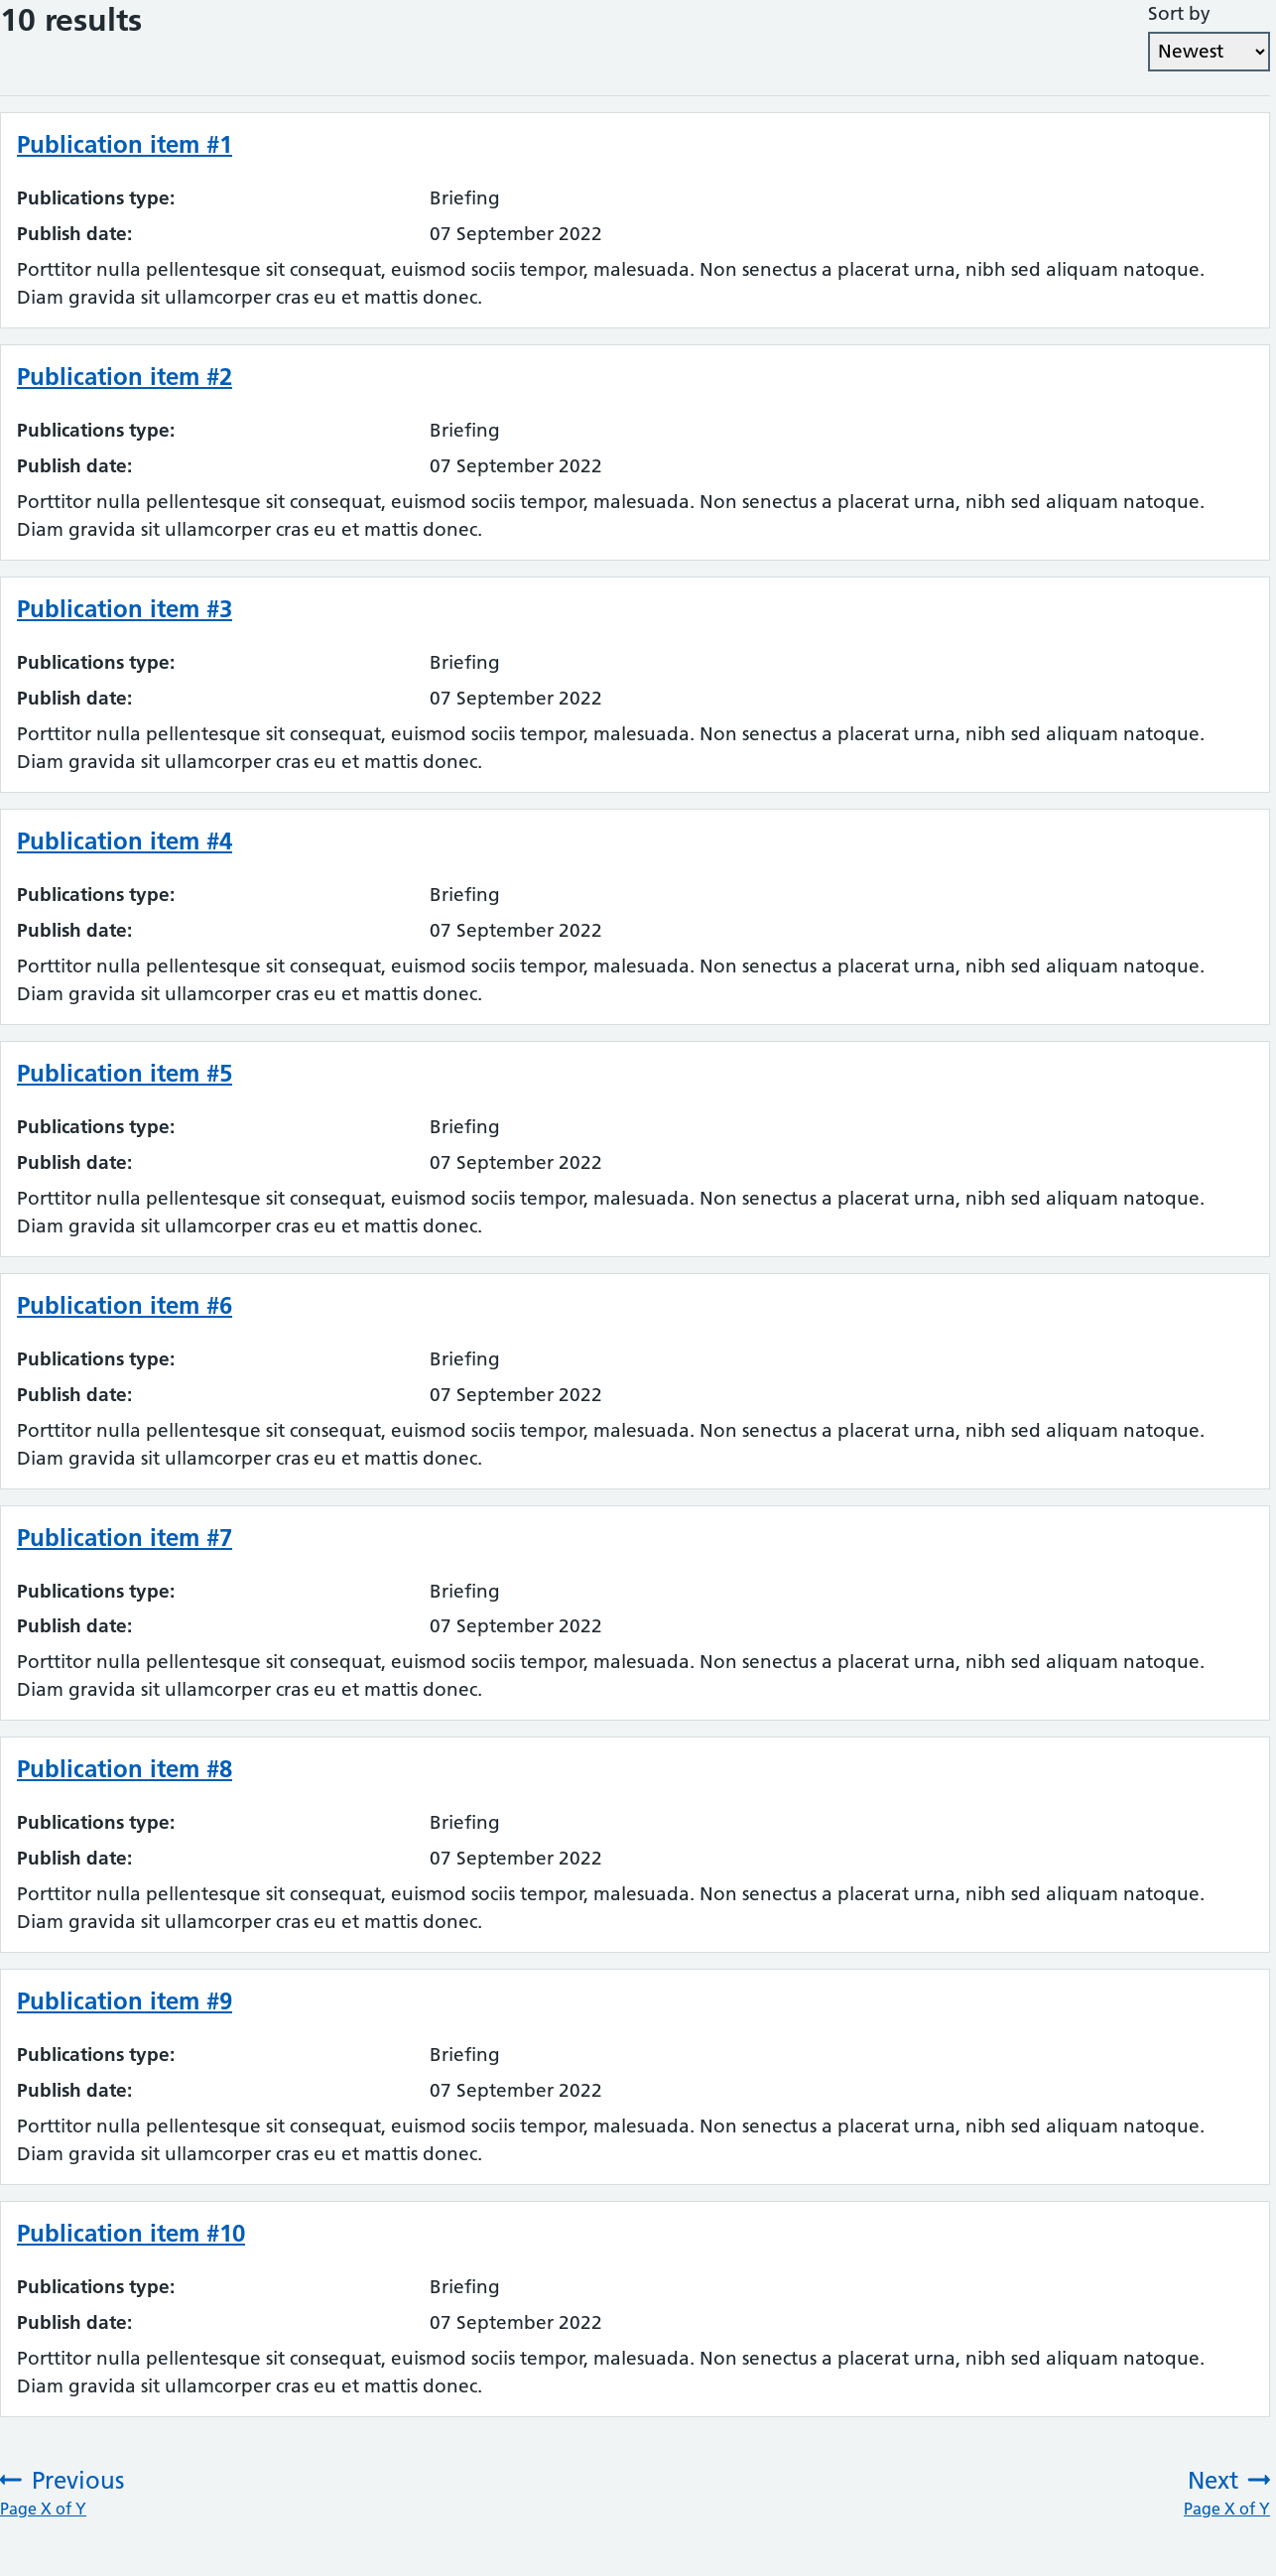 10 results
Sort by
Newest
Publication item #1
Publications type: Briefing
Publish date: 07 September 2022
Porttitor nulla pellentesque sit consequat, euismod sociis tempor, malesuada. Non senectus a placerat urna, nibh sed aliquam natoque.
Diam gravida sit ullamcorper cras eu et mattis donec.
Publication item #2
Publications type: Briefing
Publish date: 07 September 2022
Porttitor nulla pellentesque sit consequat, euismod sociis tempor, malesuada. Non senectus a placerat urna, nibh sed aliquam natoque.
Diam gravida sit ullamcorper cras eu et mattis donec.
Publication item #3
Publications type: Briefing
Publish date: 07 September 2022
Porttitor nulla pellentesque sit consequat, euismod sociis tempor, malesuada. Non senectus a placerat urna, nibh sed aliquam natoque.
Diam gravida sit ullamcorper cras eu et mattis donec.
Publication item #4
Publications type: Briefing
Publish date: 07 September 2022
Porttitor nulla pellentesque sit consequat, euismod sociis tempor, malesuada. Non senectus a placerat urna, nibh sed aliquam natoque.
Diam gravida sit ullamcorper cras eu et mattis donec.
Publication item #5
Publications type: Briefing
Publish date: 07 September 2022
Porttitor nulla pellentesque sit consequat, euismod sociis tempor, malesuada. Non senectus a placerat urna, nibh sed aliquam natoque.
Diam gravida sit ullamcorper cras eu et mattis donec.
Publication item #6
Publications type: Briefing
Publish date: 07 September 2022
Porttitor nulla pellentesque sit consequat, euismod sociis tempor, malesuada. Non senectus a placerat urna, nibh sed aliquam natoque.
Diam gravida sit ullamcorper cras eu et mattis donec.
Publication item #7
Publications type: Briefing
Publish date: 07 September 2022
Porttitor nulla pellentesque sit consequat, euismod sociis tempor, malesuada. Non senectus a placerat urna, nibh sed aliquam natoque.
Diam gravida sit ullamcorper cras eu et mattis donec.
Publication item #8
Publications type: Briefing
Publish date: 07 September 2022
Porttitor nulla pellentesque sit consequat, euismod sociis tempor, malesuada. Non senectus a placerat urna, nibh sed aliquam natoque.
Diam gravida sit ullamcorper cras eu et mattis donec.
Publication item #9
Publications type: Briefing
Publish date: 07 September 2022
Porttitor nulla pellentesque sit consequat, euismod sociis tempor, malesuada. Non senectus a placerat urna, nibh sed aliquam natoque.
Diam gravida sit ullamcorper cras eu et mattis donec.
Publication item #10
Publications type: Briefing
Publish date: 07 September 2022
Porttitor nulla pellentesque sit consequat, euismod sociis tempor, malesuada. Non senectus a placerat urna, nibh sed aliquam natoque.
Diam gravida sit ullamcorper cras eu et mattis donec.
Previous
Page X of Y
Next
Page X of Y